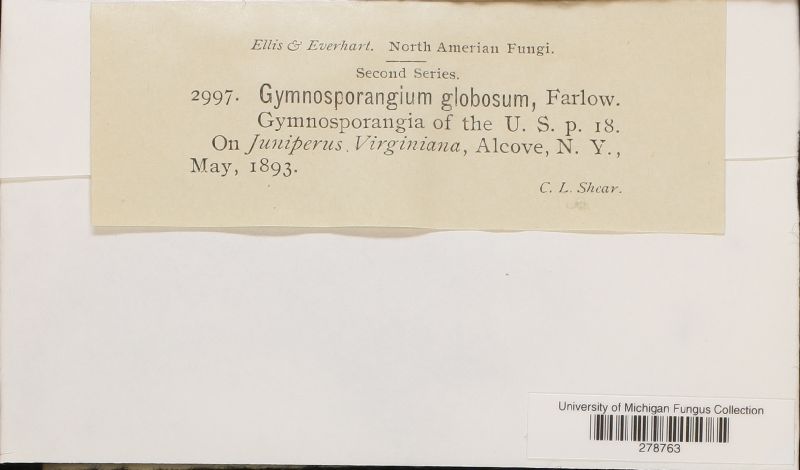 Ellis & Everhart. North Amerian Fungi.
Second Series.
2997. Gymnosporangium globosum, Farlow.
Gymnosporangia of the U. S. p. 18.
On Juniperus Virginiana, Alcove, N. Y.,
May, 1893.
C. L. Shear.
University of Michigan Fungus Collection
278763